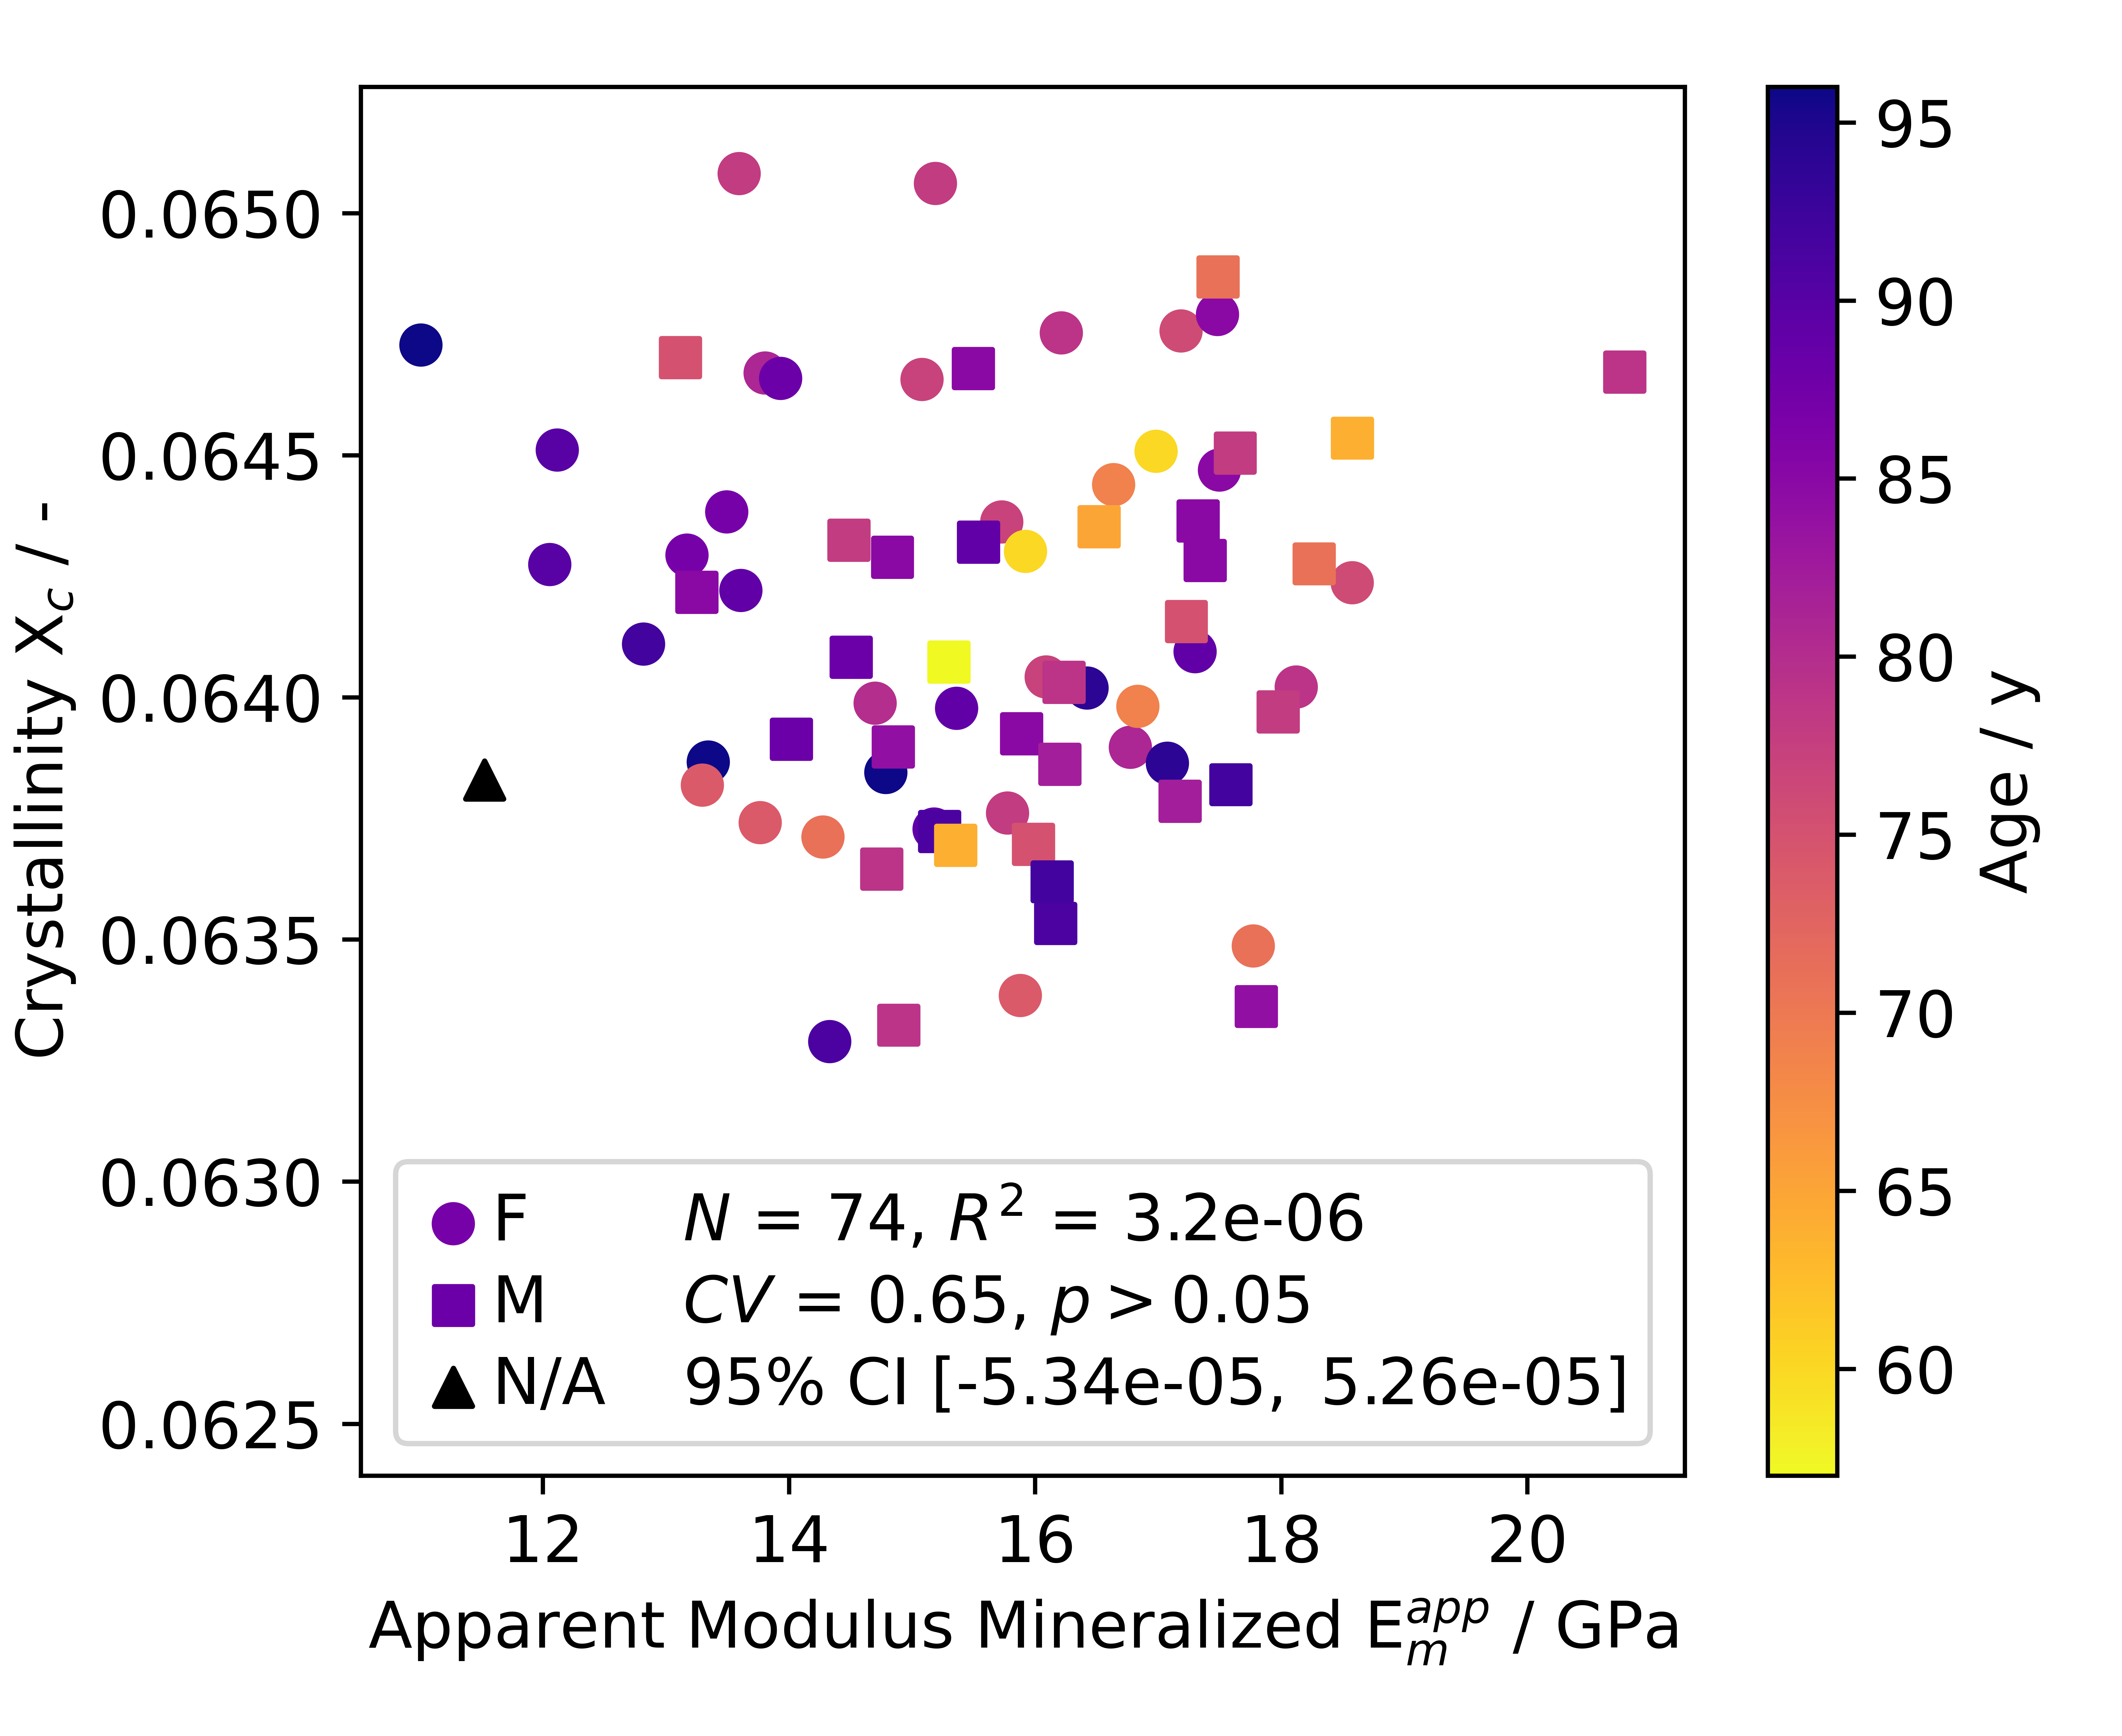 Crystallinity Xc / -
0.0650
0.0645
0.0640
0.0635
0.0630
0.0625
F N = 74, R² = 3.2e-06
M CV = 0.65, p > 0.05
N/A 95% CI [-5.34e-05, 5.26e-05]
12 14 16 18 20
Apparent Modulus Mineralized E_m^app / GPa
95
90
85
80
75
70
65
60
Age / y